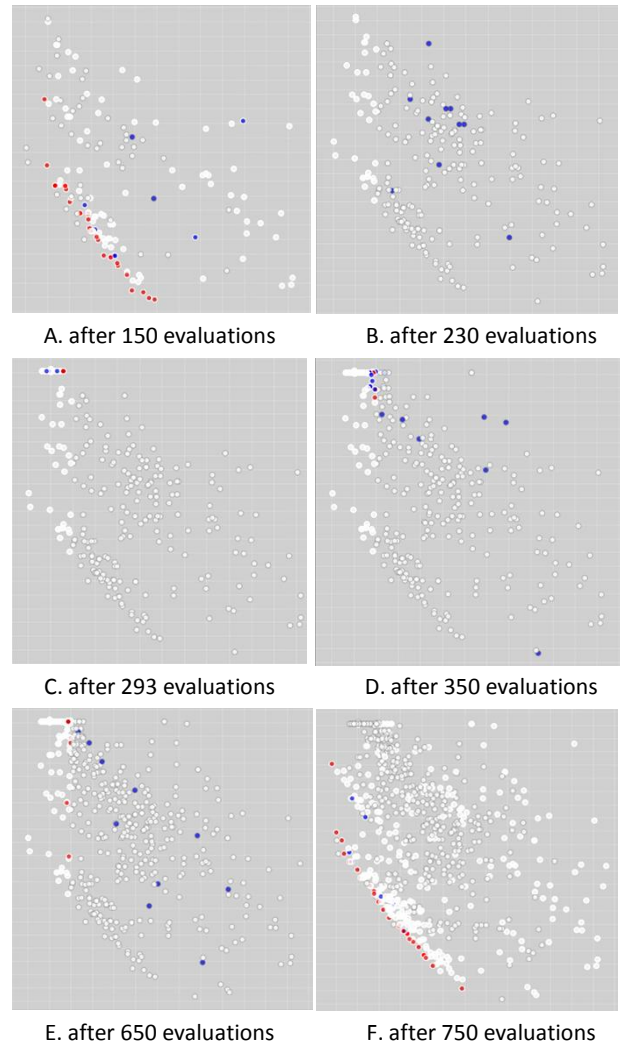 A. after 150 evaluations
B. after 230 evaluations
C. after 293 evaluations
D. after 350 evaluations
E. after 650 evaluations
F. after 750 evaluations